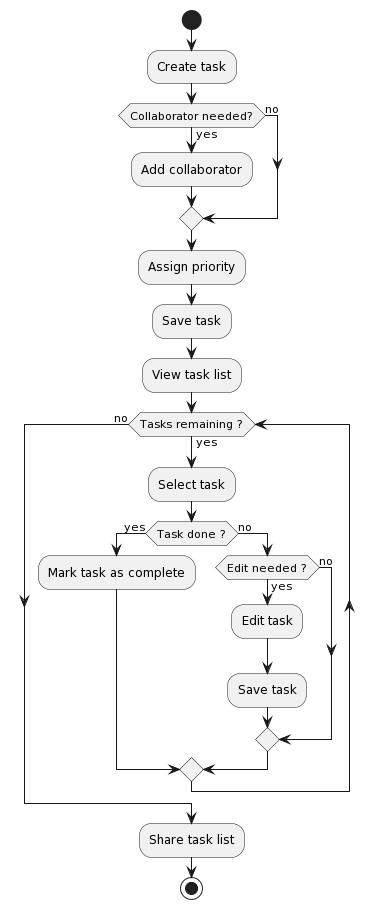 Create task
Collaborator needed?
no
yes
Add collaborator
Assign priority
Save task
View task list
no
Tasks remaining ?
yes
Select task
yes
Task done ?
no
Mark task as complete
Edit needed ?
no
yes
Edit task
Save task
Share task list